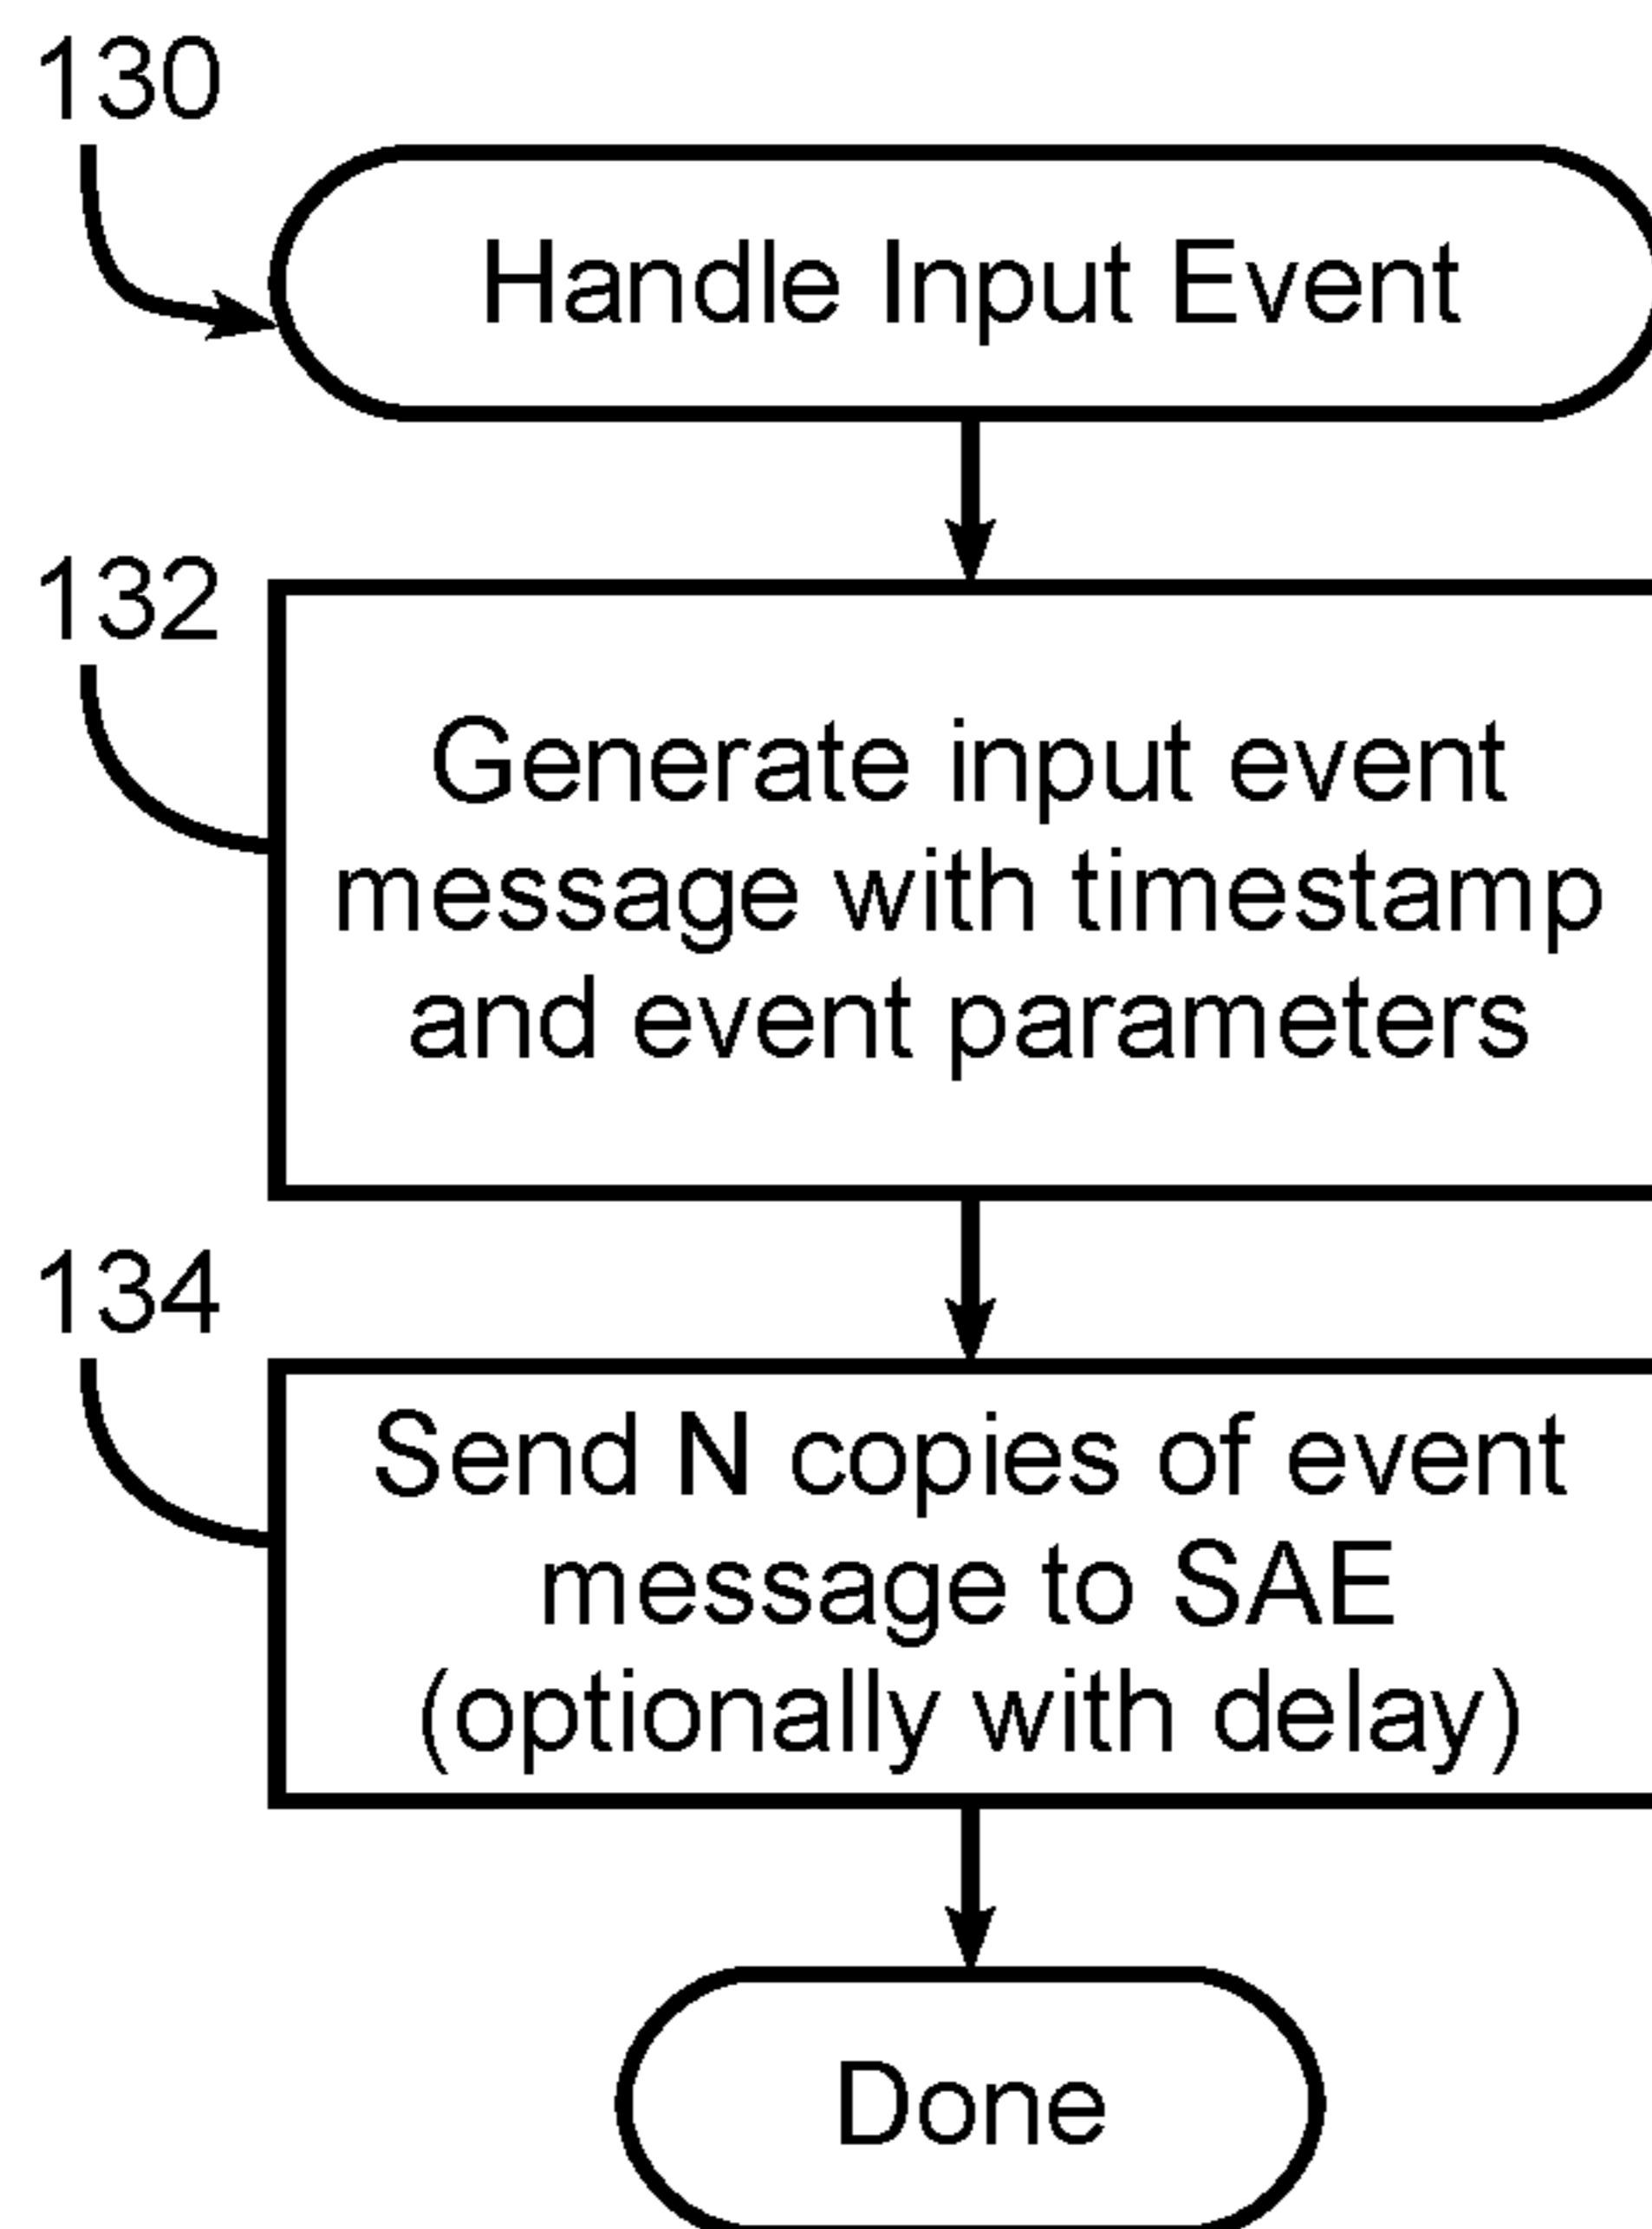 130
Handle Input Event
132
Generate input event
message with timestamp
and event parameters
134
Send N copies of event
message to SAE
(optionally with delay)
Done